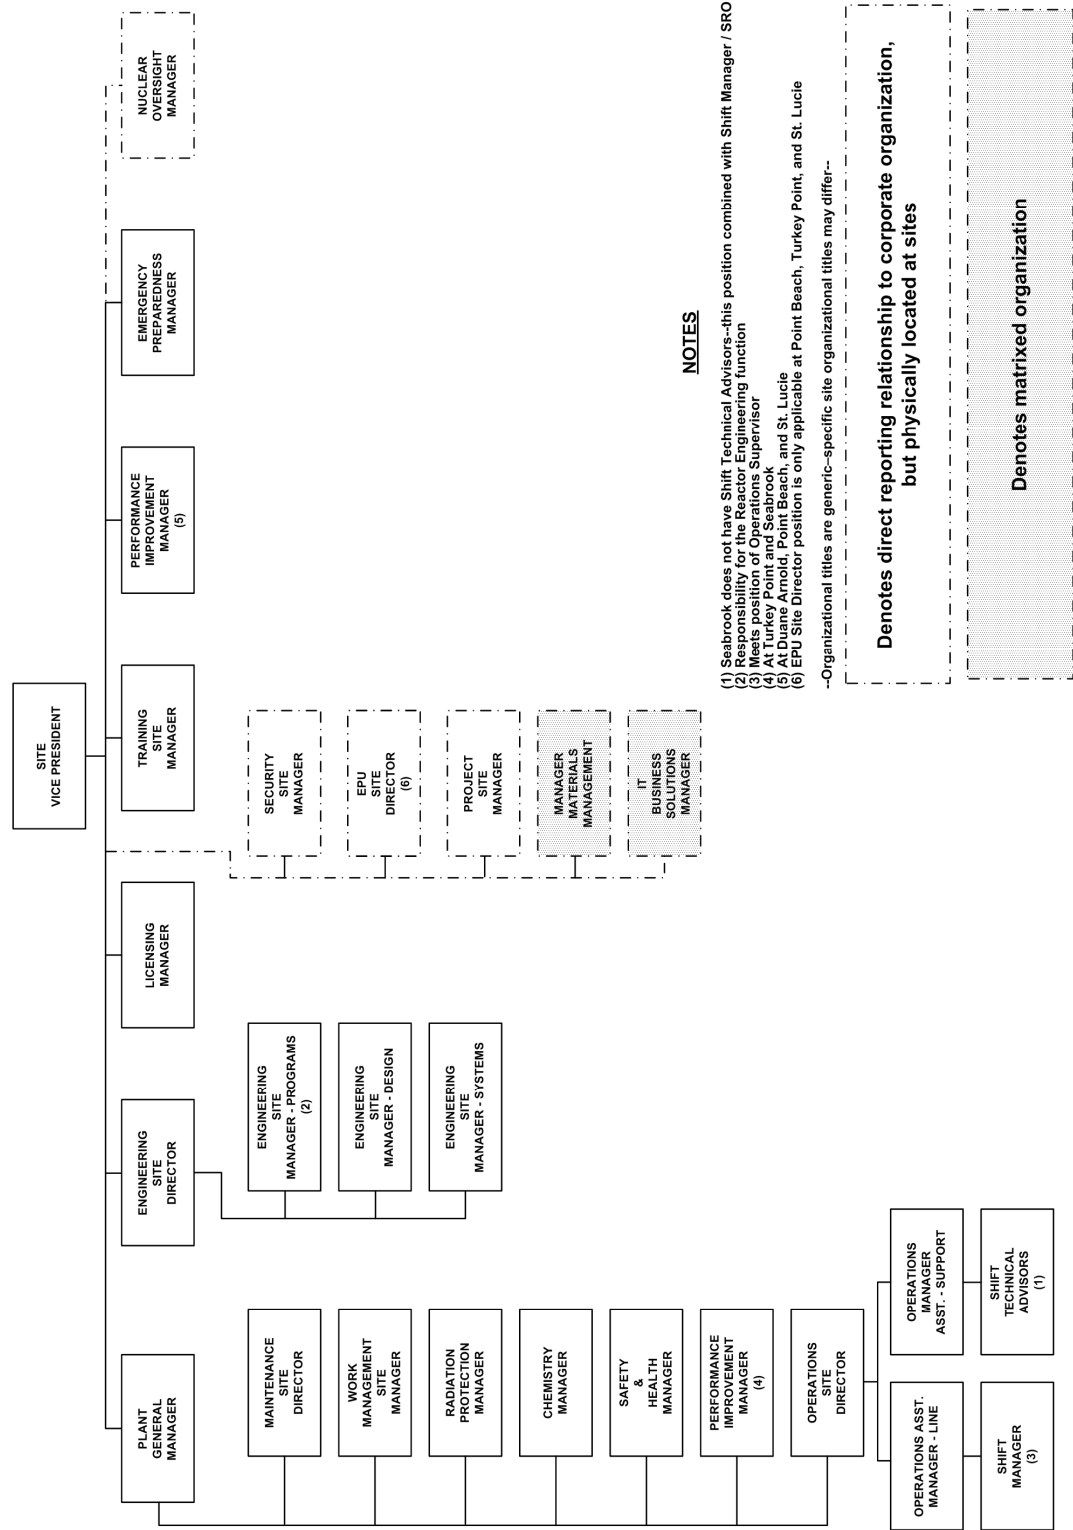 SITE
VICE PRESIDENT
PLANT
GENERAL
MANAGER
ENGINEERING
SITE
DIRECTOR
LICENSING
MANAGER
TRAINING
SITE
MANAGER
PERFORMANCE
IMPROVEMENT
MANAGER
(5)
EMERGENCY
PREPAREDNESS
MANAGER
NUCLEAR
OVERSIGHT
MANAGER
MAINTENANCE
SITE
DIRECTOR
WORK
MANAGEMENT
SITE
MANAGER
RADIATION
PROTECTION
MANAGER
CHEMISTRY
MANAGER
SAFETY
&
HEALTH
MANAGER
PERFORMANCE
IMPROVEMENT
MANAGER
(4)
OPERATIONS
SITE
DIRECTOR
OPERATIONS ASST.
MANAGER - LINE
SHIFT
MANAGER
(3)
OPERATIONS
MANAGER
ASST. - SUPPORT
SHIFT
TECHNICAL
ADVISORS
(1)
ENGINEERING
SITE
MANAGER - PROGRAMS
(2)
ENGINEERING
SITE
MANAGER - DESIGN
ENGINEERING
SITE
MANAGER - SYSTEMS
SECURITY
SITE
MANAGER
EPU
SITE
DIRECTOR
(6)
PROJECT
SITE
MANAGER
MANAGER
MATERIALS
MANAGEMENT
IT
BUSINESS
SOLUTIONS
MANAGER
NOTES
(1) Seabrook does not have Shift Technical Advisors--this position combined with Shift Manager / SRO
(2) Responsibility for the Reactor Engineering function
(3) Meets position of Operations Supervisor
(4) At Turkey Point and Seabrook
(5) At Duane Arnold, Point Beach, and St. Lucie
(6) EPU Site Director position is only applicable at Point Beach, Turkey Point, and St. Lucie
--Organizational titles are generic--specific site organizational titles may differ--
Denotes direct reporting relationship to corporate organization,
but physically located at sites
Denotes matrixed organization